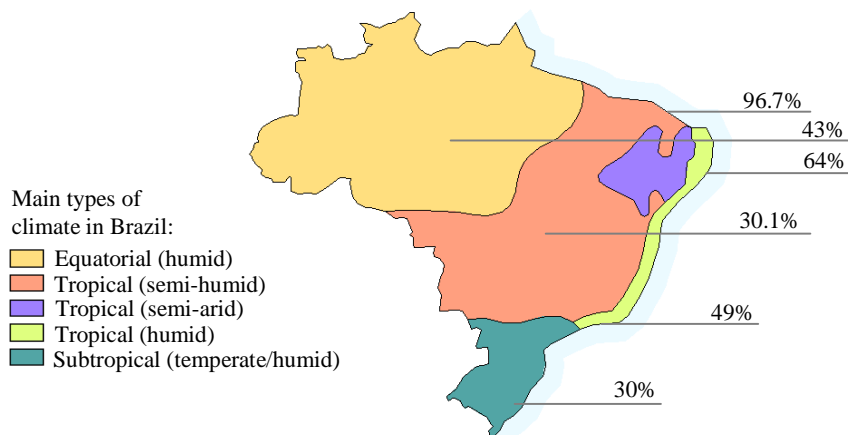 96.7%
43%
64%
30.1%
49%
30%
Main types of
climate in Brazil:
Equatorial (humid)
Tropical (semi-humid)
Tropical (semi-arid)
Tropical (humid)
Subtropical (temperate/humid)